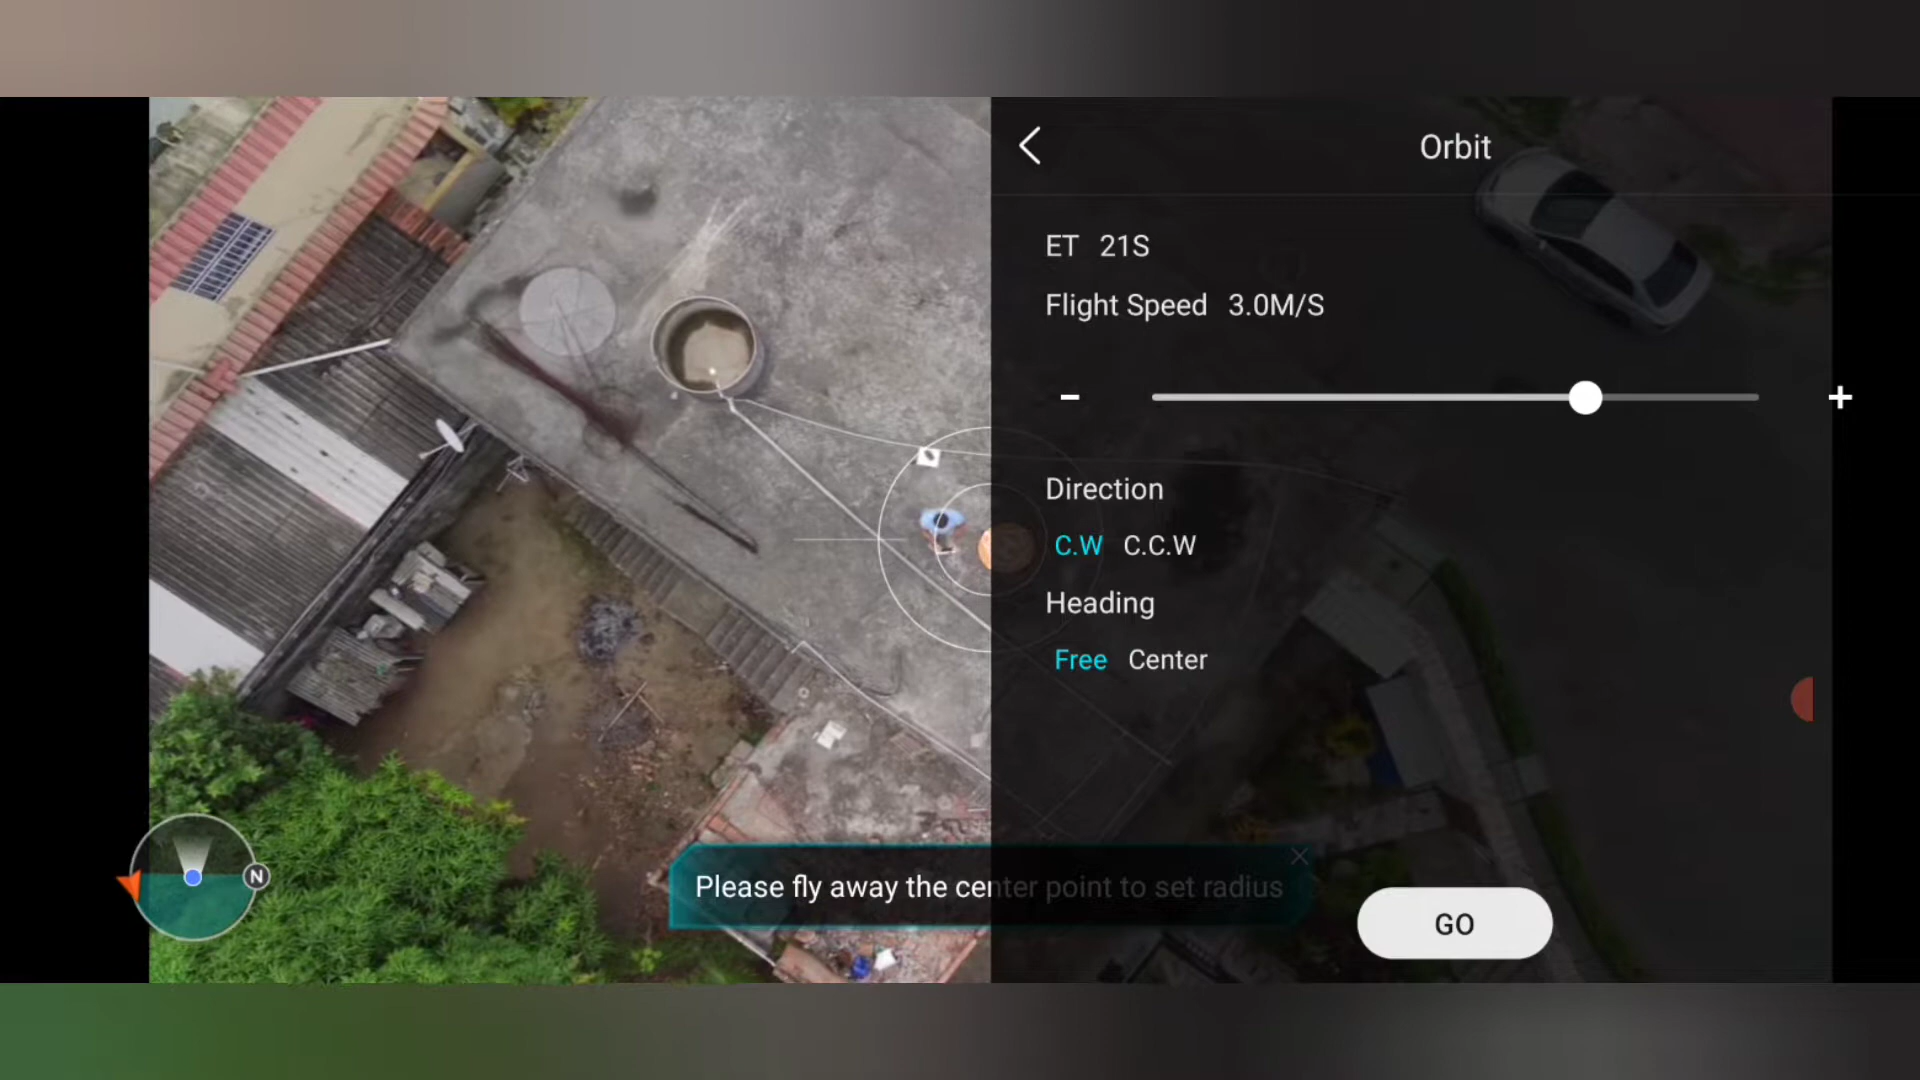 Orbit
ET 21S
Flight Speed 3.0M/S
- +
Direction
C.W C.C.W
Heading
Free Center
N
Please fly away the center point to set radius
GO